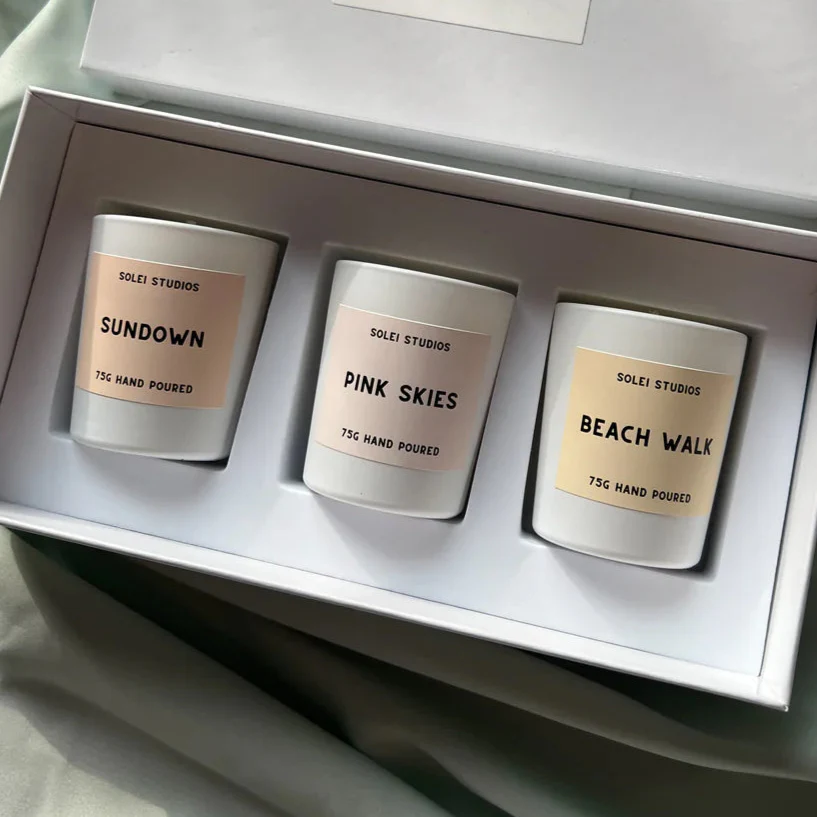 SOLEI STUDIOS
SUNDOWN
75G HAND POURED
SOLEI STUDIOS
PINK SKIES
75G HAND POURED
SOLEI STUDIOS
BEACH WALK
75G HAND POURED